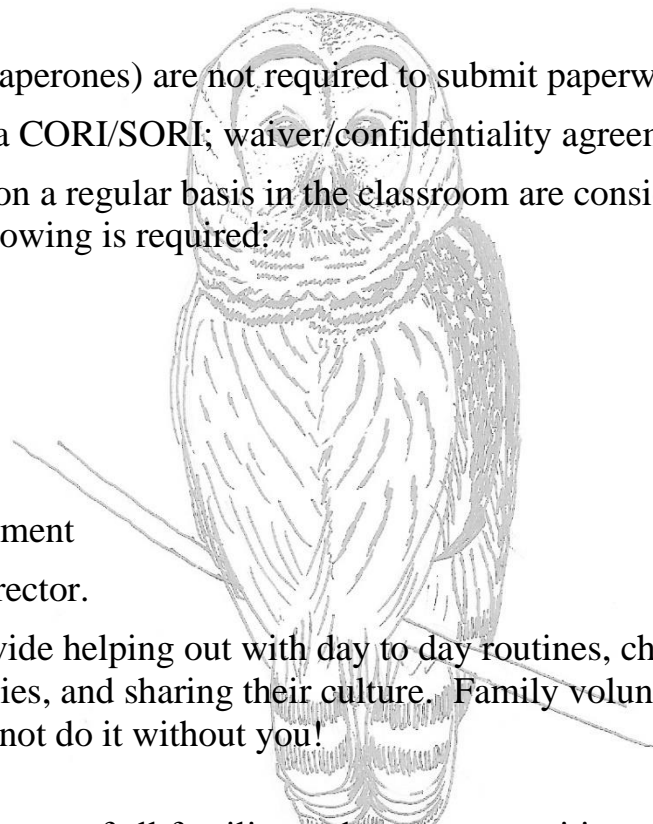 aperones) are not required to submit paperw
a CORI/SORI; waiver/confidentiality agreer
on a regular basis in the classroom are consi
owing is required:
ment
rector.
vide helping out with day to day routines, ch
ies, and sharing their culture. Family volun
not do it without you!